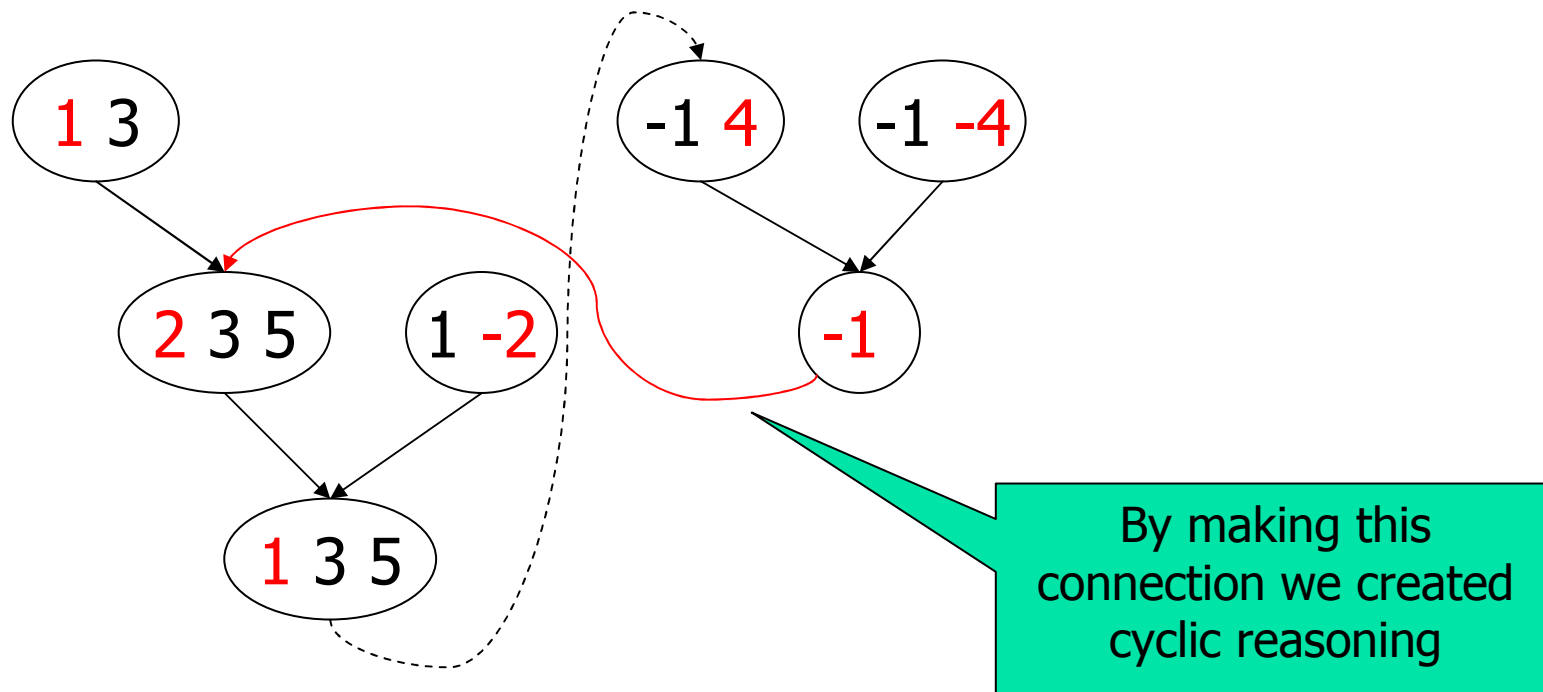 1 3
-1 4
-1 -4
2 3 5
1 -2
-1
1 3 5
By making this
connection we created
cyclic reasoning